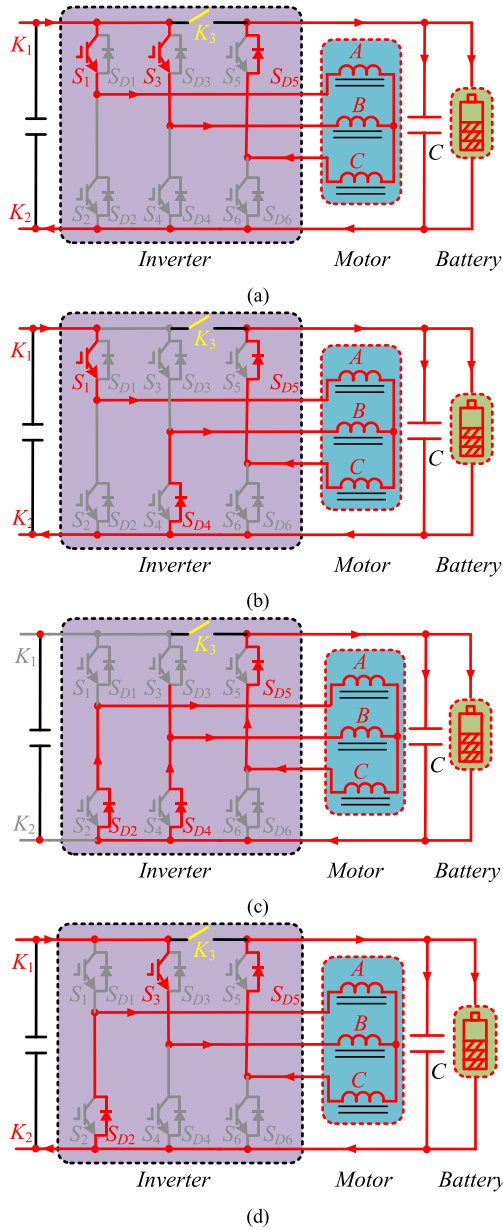 K1 K3 A
S1 SD1 S3 SD3 S5 SD5
B
C C
K2 S2 SD2 S4 SD4 S6 SD6
Inverter Motor Battery
(a)
K1 K3 A
S1 SD1 S3 SD3 S5 SD5
B
C C
K2 S2 SD2 S4 SD4 S6 SD6
Inverter Motor Battery
(b)
K1 K3 A
S1 SD1 S3 SD3 S5 SD5
B
C C
K2 S2 SD2 S4 SD4 S6 SD6
Inverter Motor Battery
(c)
K1 K3 A
S1 SD1 S3 SD3 S5 SD5
B
C C
K2 S2 SD2 S4 SD4 S6 SD6
Inverter Motor Battery
(d)